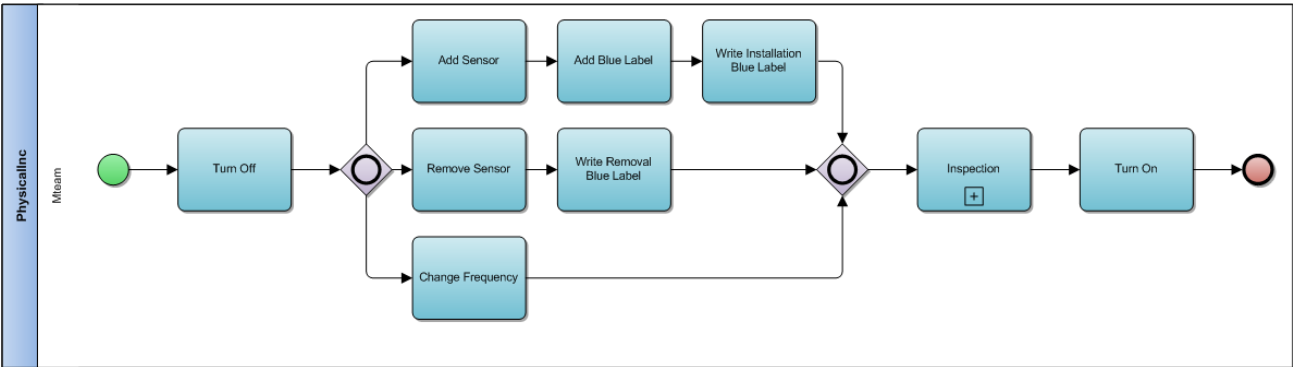 PhysicalInc
Mteam
Turn Off
Add Sensor
Add Blue Label
Write Installation
Blue Label
Remove Sensor
Write Removal
Blue Label
Change Frequency
Inspection
Turn On